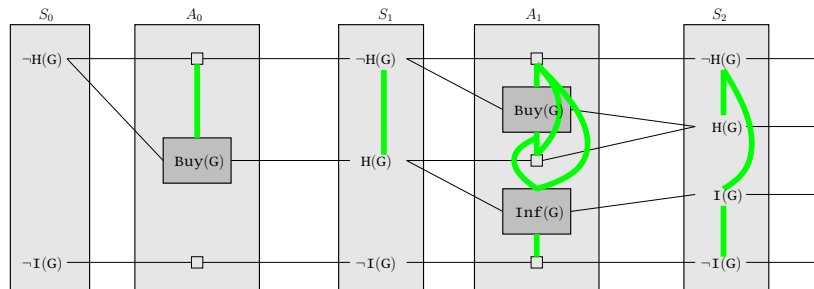 S₀ A₀ S₁ A₁ S₂
¬H(G) ¬H(G) ¬H(G)
Buy(G)
H(G)
Buy(G) H(G)
I(G)
Inf(G)
¬I(G) ¬I(G) ¬I(G)